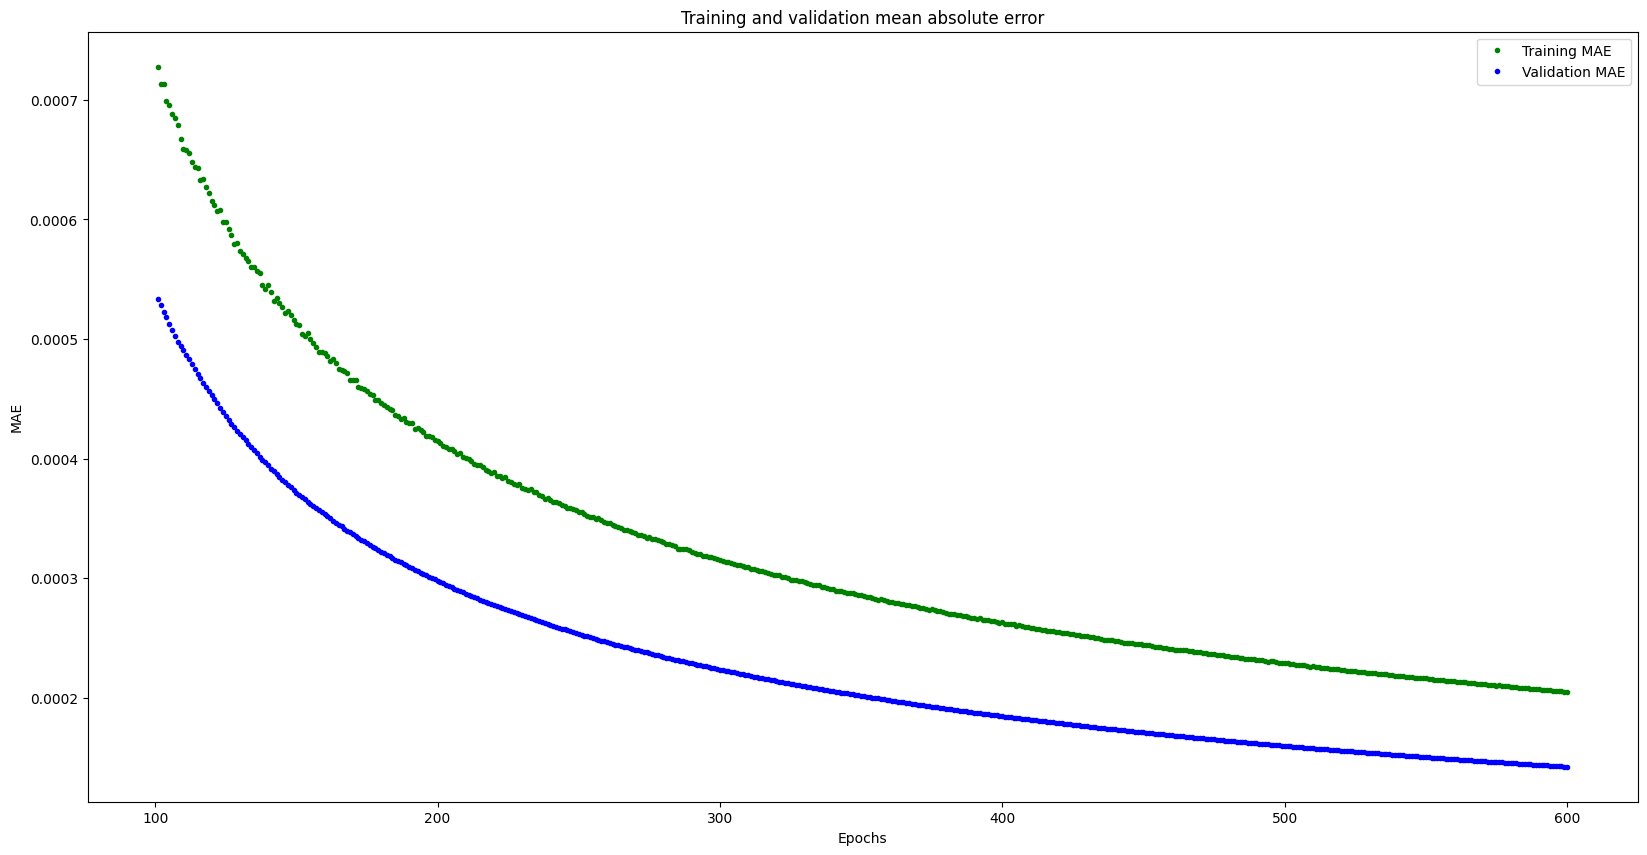 Training and validation mean absolute error
Training MAE
Validation MAE
0.0007
0.0006
0.0005
0.0004
0.0003
0.0002
MAE
100 200 300 400 500 600
Epochs